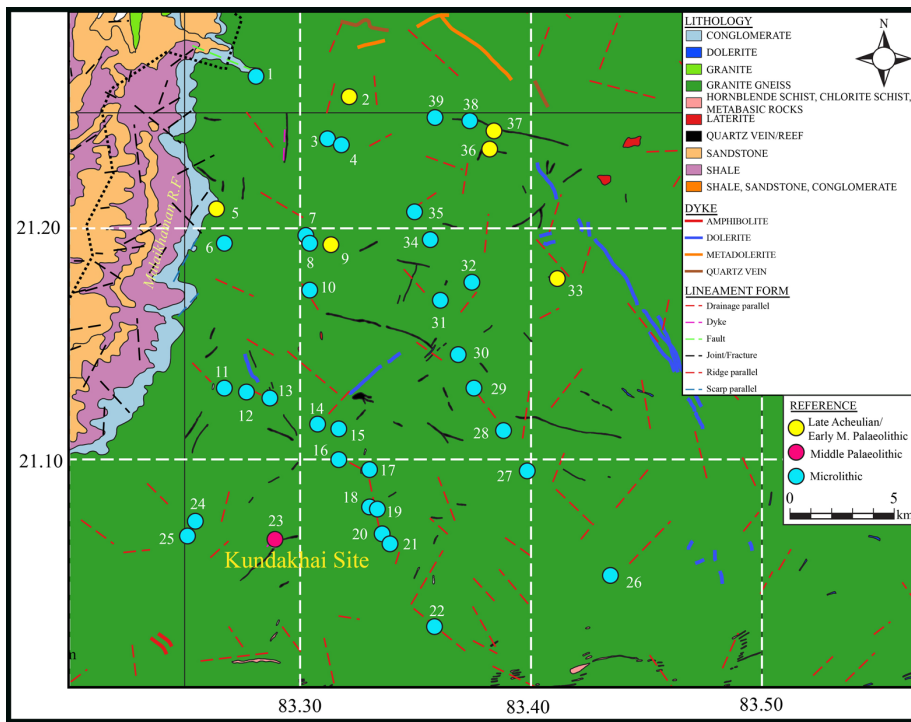 LITHOLOGY
CONGLOMERATE
DOLERITE
GRANITE
GRANITE GNEISS
HORNBLENDE SCHIST, CHLORITE SCHIST,
METABASIC ROCKS
LATERITE
QUARTZ VEIN/REEF
SANDSTONE
SHALE
SHALE, SANDSTONE, CONGLOMERATE
N
DYKE
AMPHIBOLITE
DOLERITE
METADOLERITE
QUARTZ VEIN
LINEAMENT FORM
Drainage parallel
Dyke
Fault
Joint/Fracture
Ridge parallel
Scarp parallel
REFERENCE
Late Acheulian/
Early M. Palaeolithic
Middle Palaeolithic
Microlithic
0 5
km
1
2
39
38
37
3
4
36
5
35
21.20
7
6
8
9
34
10
32
33
31
30
11
12
13
29
14
15
28
21.10
16
17
27
18
19
24
25
23
20
21
Kundakhai Site
26
22
n
83.30
83.40
83.50